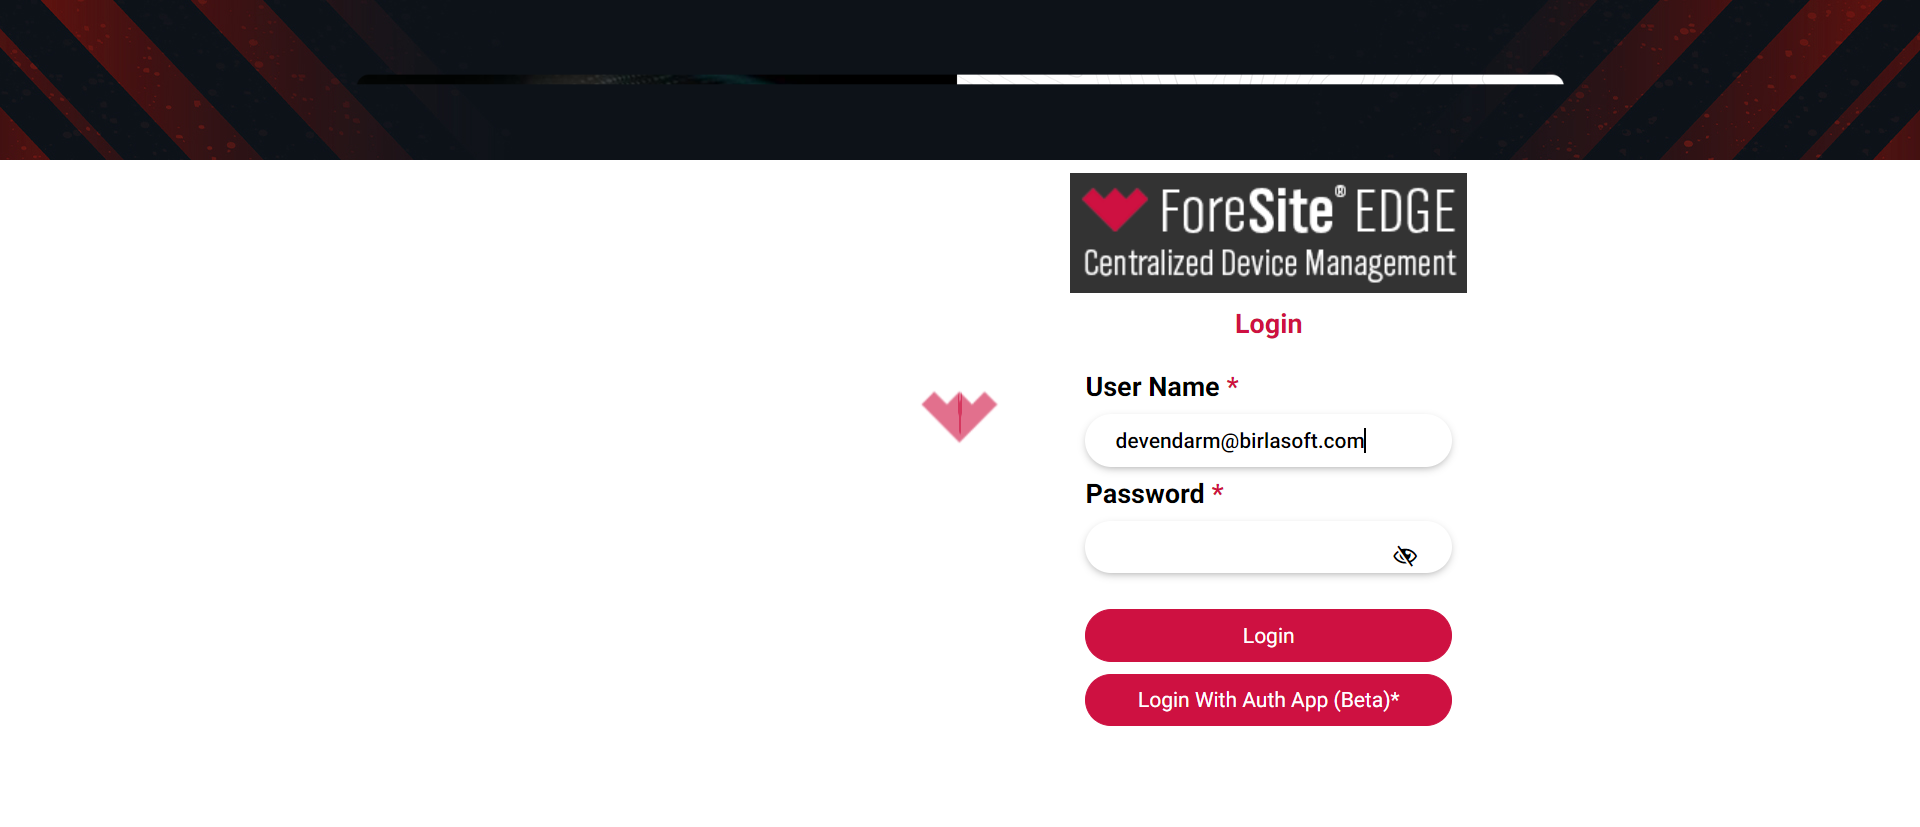 ForeSite® EDGE
Centralized Device Management
Login
User Name *
devendarm@birlasoft.com
Password *
Login
Login With Auth App (Beta)*